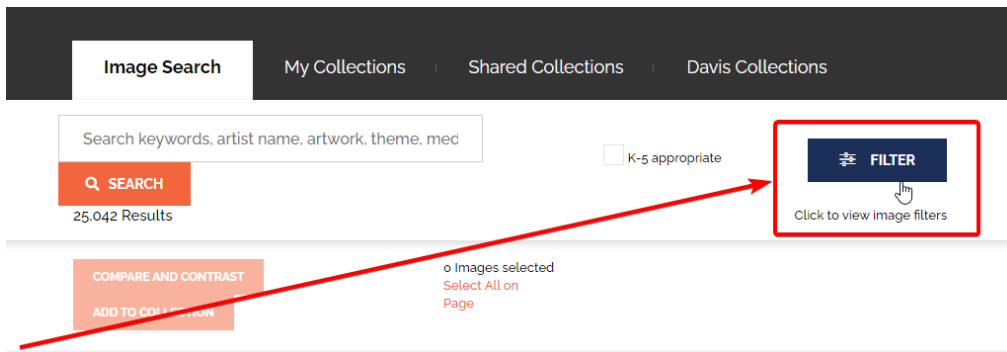 Image Search My Collections Shared Collections Davis Collections
Search keywords, artist name, artwork, theme, med
K-5 appropriate
FILTER
SEARCH
25,042 Results
Click to view image filters
COMPARE AND CONTRAST
0 Images selected
Select All on
Page
ADD TO COLLECTION